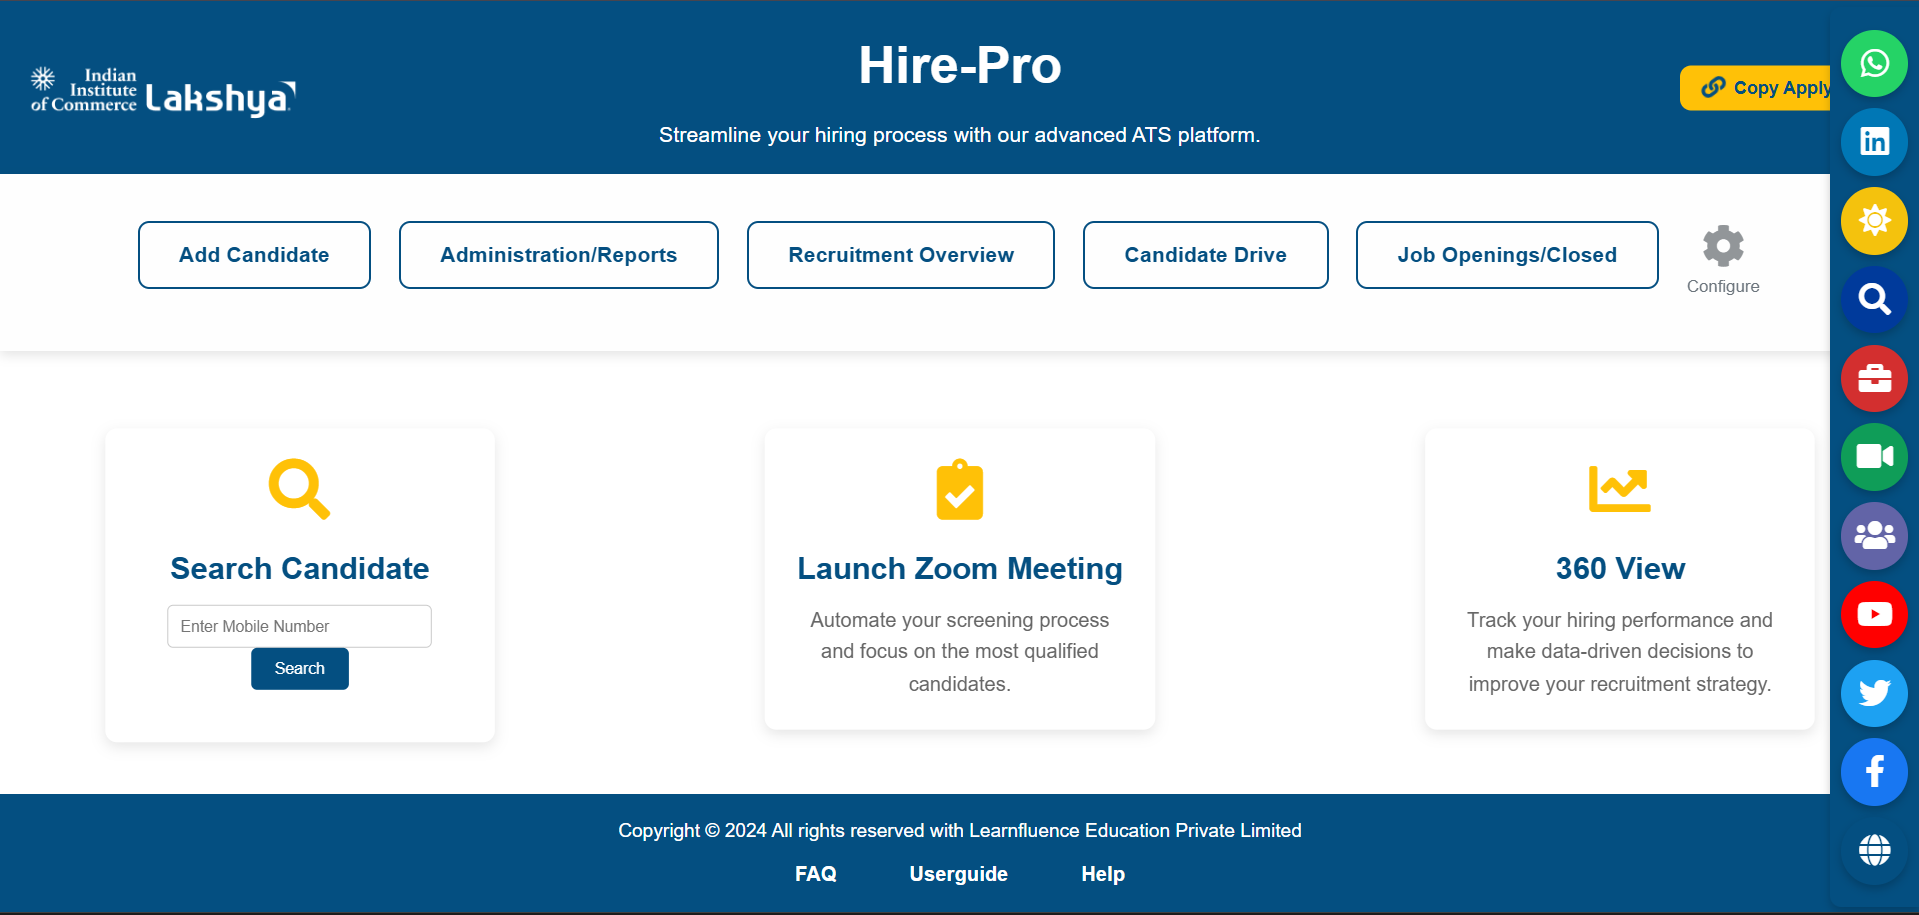 Indian
Institute
of Commerce
Lakshya
Hire-Pro
Streamline your hiring process with our advanced ATS platform.
Copy Apply
Add Candidate
Administration/Reports
Recruitment Overview
Candidate Drive
Job Openings/Closed
Configure
Search Candidate
Enter Mobile Number
Search
Launch Zoom Meeting
Automate your screening process
and focus on the most qualified
candidates.
360 View
Track your hiring performance and
make data-driven decisions to
improve your recruitment strategy.
in
Copyright © 2024 All rights reserved with Learnfluence Education Private Limited
FAQ
Userguide
Help